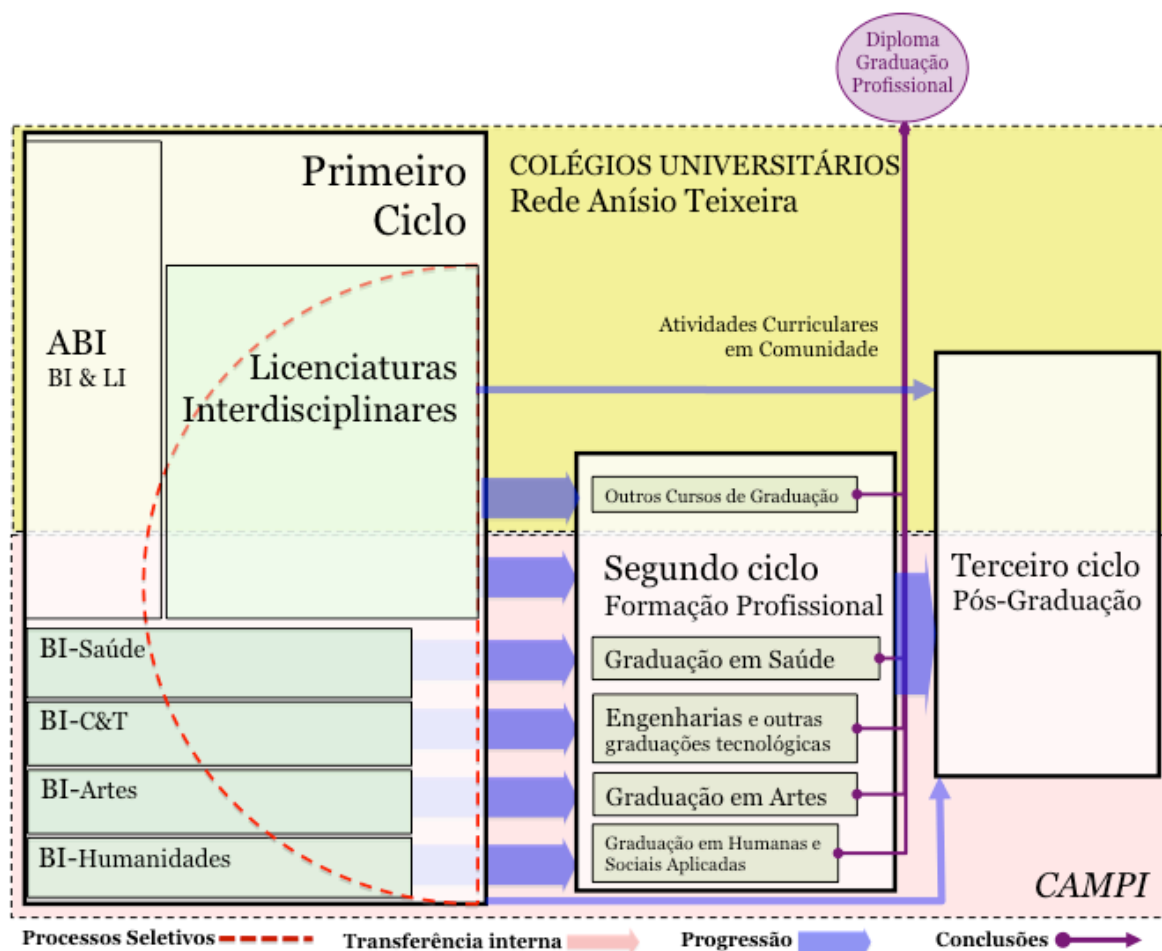 Diploma
Graduação
Profissional
Primeiro
Ciclo
COLÉGIOS UNIVERSITÁRIOS
Rede Anísio Teixeira
ABI
BI & LI
Licenciaturas
Interdisciplinares
Atividades Curriculares
em Comunidade
Outros Cursos de Graduação
Segundo ciclo
Formação Profissional
Terceiro ciclo
Pós-Graduação
BI-Saúde
Graduação em Saúde
BI-C&T
Engenharias e outras
graduações tecnológicas
BI-Artes
Graduação em Artes
BI-Humanidades
Graduação em Humanas e
Sociais Aplicadas
CAMPI
Processos Seletivos Transferência interna Progressão Conclusões